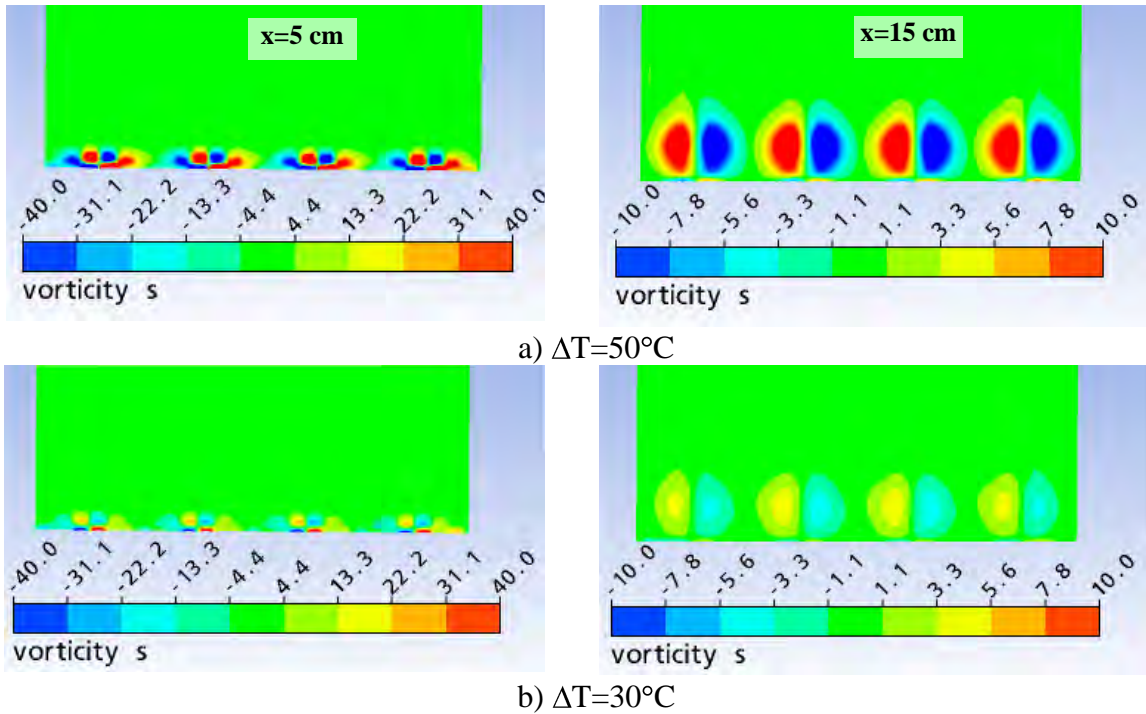 x=5 cm
x=15 cm
-40.0 -31.1 -22.2 -13.3 -4.4 4.4 13.3 22.2 31.1 40.0
vorticity s
-10.0 -7.8 -5.6 -3.3 -1.1 1.1 3.3 5.6 7.8 10.0
vorticity s
a) ΔT=50°C
-40.0 -31.1 -22.2 -13.3 -4.4 4.4 13.3 22.2 31.1 40.0
vorticity s
-10.0 -7.8 -5.6 -3.3 -1.1 1.1 3.3 5.6 7.8 10.0
vorticity s
b) ΔT=30°C